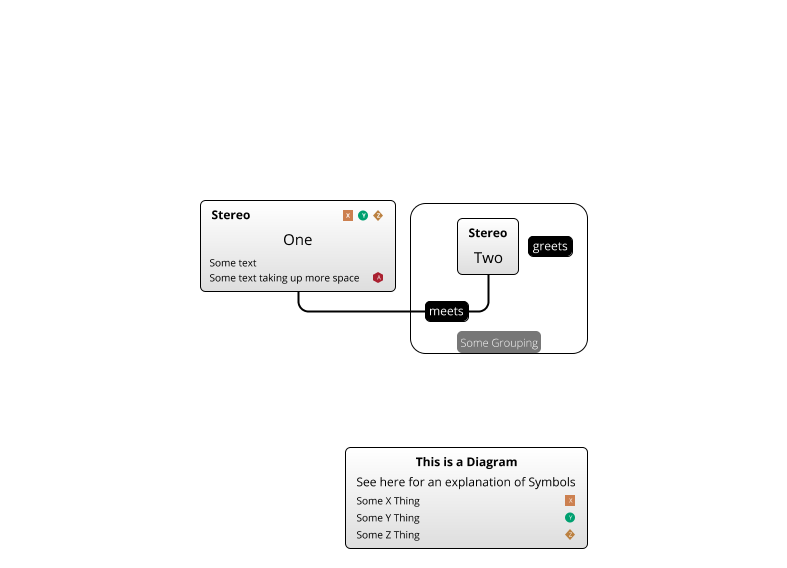 Stereo X Y Z
One
Some text
Some text taking up more space A
Stereo
Two
greets
meets
Some Grouping
This is a Diagram
See here for an explanation of Symbols
Some X Thing X
Some Y Thing Y
Some Z Thing Z